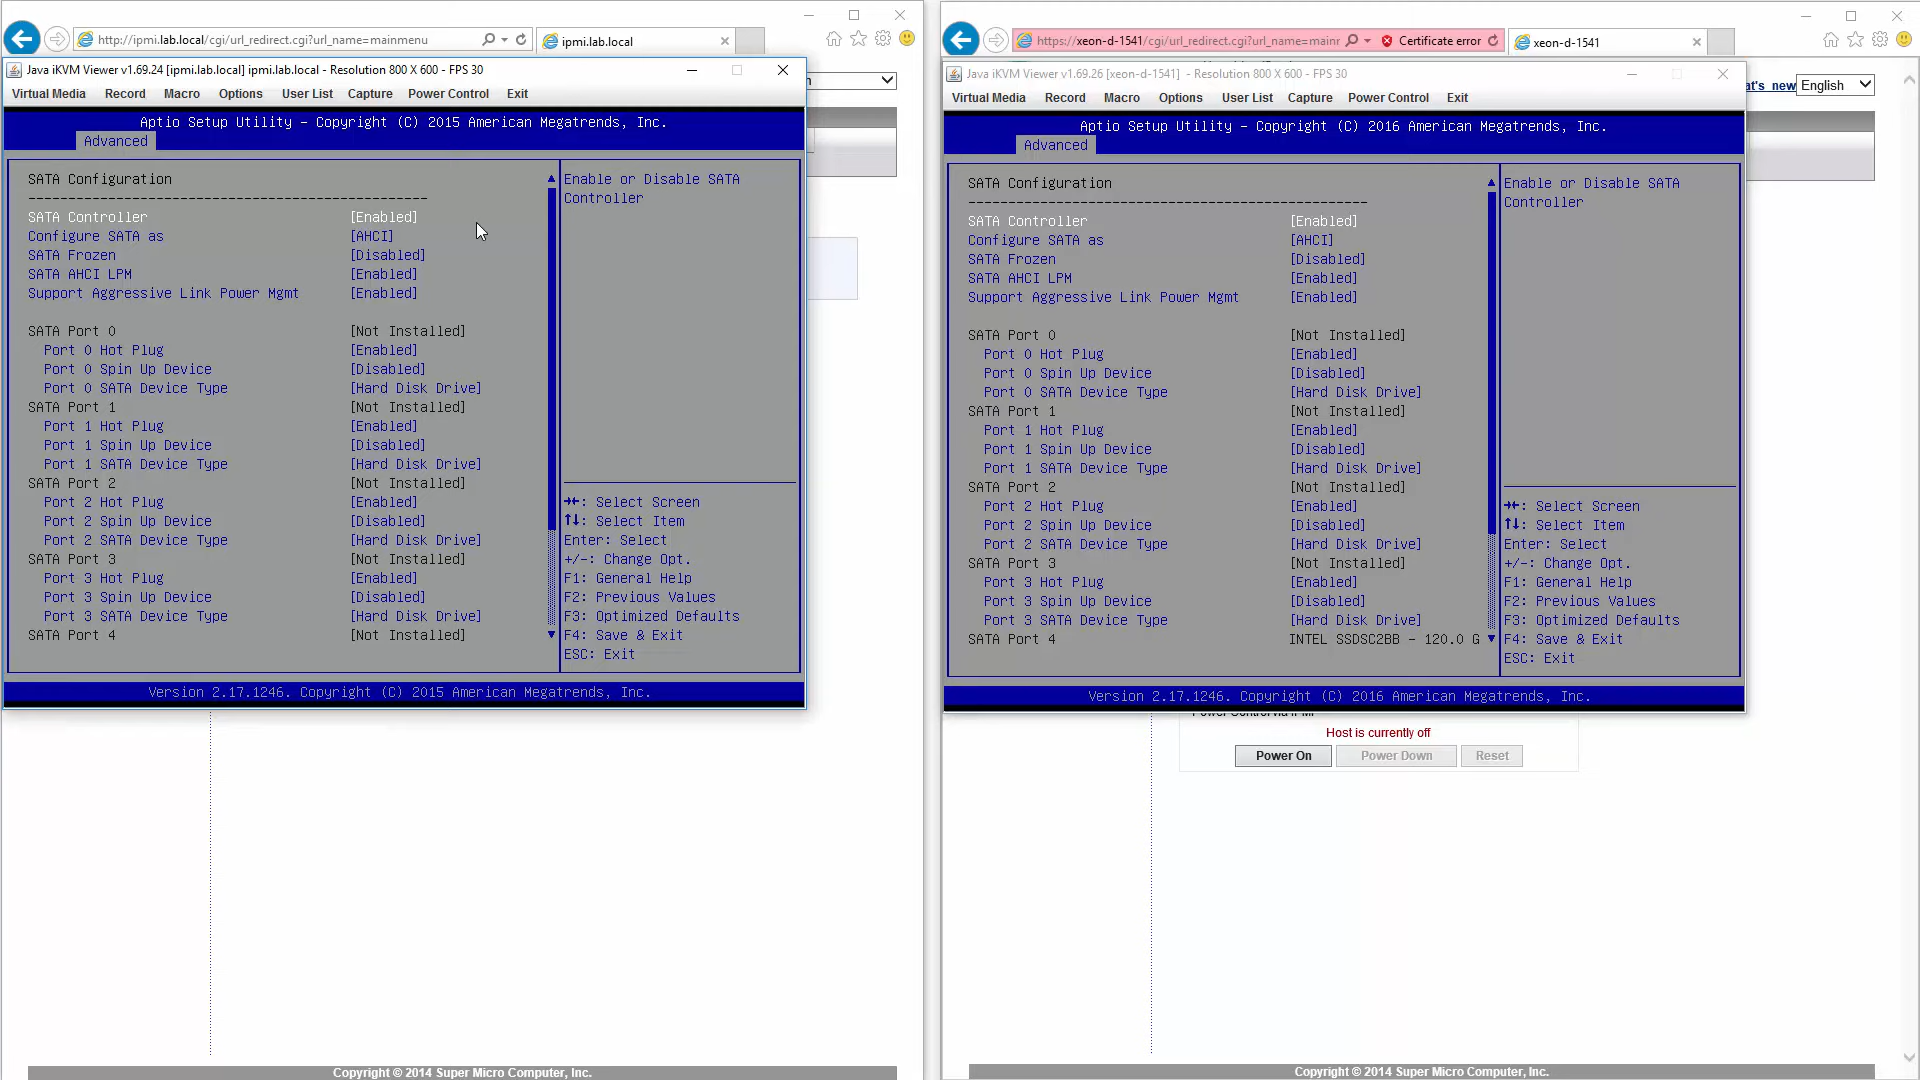 http://ipmi.lab.local/cgi/url_redirect.cgi?url_name=mainmenu
ipmi.lab.local
Java iKVM Viewer v1.69.24 [ipmi.lab.local] ipmi.lab.local - Resolution 800 X 600 - FPS 30
Virtual Media Record Macro Options User List Capture Power Control Exit
Aptio Setup Utility – Copyright (C) 2015 American Megatrends, Inc.
Advanced
SATA Configuration
SATA Controller [Enabled]
Configure SATA as [AHCI]
SATA Frozen [Disabled]
SATA AHCI LPM [Enabled]
Support Aggressive Link Power Mgmt [Enabled]
SATA Port 0 [Not Installed]
Port 0 Hot Plug [Enabled]
Port 0 Spin Up Device [Disabled]
Port 0 SATA Device Type [Hard Disk Drive]
SATA Port 1 [Not Installed]
Port 1 Hot Plug [Enabled]
Port 1 Spin Up Device [Disabled]
Port 1 SATA Device Type [Hard Disk Drive]
SATA Port 2 [Not Installed]
Port 2 Hot Plug [Enabled]
Port 2 Spin Up Device [Disabled]
Port 2 SATA Device Type [Hard Disk Drive]
SATA Port 3 [Not Installed]
Port 3 Hot Plug [Enabled]
Port 3 Spin Up Device [Disabled]
Port 3 SATA Device Type [Hard Disk Drive]
SATA Port 4 [Not Installed]
Enable or Disable SATA
Controller
→←: Select Screen
↑↓: Select Item
Enter: Select
+/-: Change Opt.
F1: General Help
F2: Previous Values
F3: Optimized Defaults
F4: Save & Exit
ESC: Exit
Version 2.17.1246. Copyright (C) 2015 American Megatrends, Inc.
Copyright © 2014 Super Micro Computer, Inc.
https://xeon-d-1541/cgi/url_redirect.cgi?url_name=mainr
Certificate error
xeon-d-1541
at's new
English
Java iKVM Viewer v1.69.26 [xeon-d-1541] - Resolution 800 X 600 - FPS 30
Virtual Media Record Macro Options User List Capture Power Control Exit
Aptio Setup Utility – Copyright (C) 2016 American Megatrends, Inc.
Advanced
SATA Configuration
SATA Controller [Enabled]
Configure SATA as [AHCI]
SATA Frozen [Disabled]
SATA AHCI LPM [Enabled]
Support Aggressive Link Power Mgmt [Enabled]
SATA Port 0 [Not Installed]
Port 0 Hot Plug [Enabled]
Port 0 Spin Up Device [Disabled]
Port 0 SATA Device Type [Hard Disk Drive]
SATA Port 1 [Not Installed]
Port 1 Hot Plug [Enabled]
Port 1 Spin Up Device [Disabled]
Port 1 SATA Device Type [Hard Disk Drive]
SATA Port 2 [Not Installed]
Port 2 Hot Plug [Enabled]
Port 2 Spin Up Device [Disabled]
Port 2 SATA Device Type [Hard Disk Drive]
SATA Port 3 [Not Installed]
Port 3 Hot Plug [Enabled]
Port 3 Spin Up Device [Disabled]
Port 3 SATA Device Type [Hard Disk Drive]
SATA Port 4 INTEL SSDSC2BB – 120.0 G
Enable or Disable SATA
Controller
→←: Select Screen
↑↓: Select Item
Enter: Select
+/-: Change Opt.
F1: General Help
F2: Previous Values
F3: Optimized Defaults
F4: Save & Exit
ESC: Exit
Version 2.17.1246. Copyright (C) 2016 American Megatrends, Inc.
Host is currently off
Power On Power Down Reset
Copyright © 2014 Super Micro Computer, Inc.